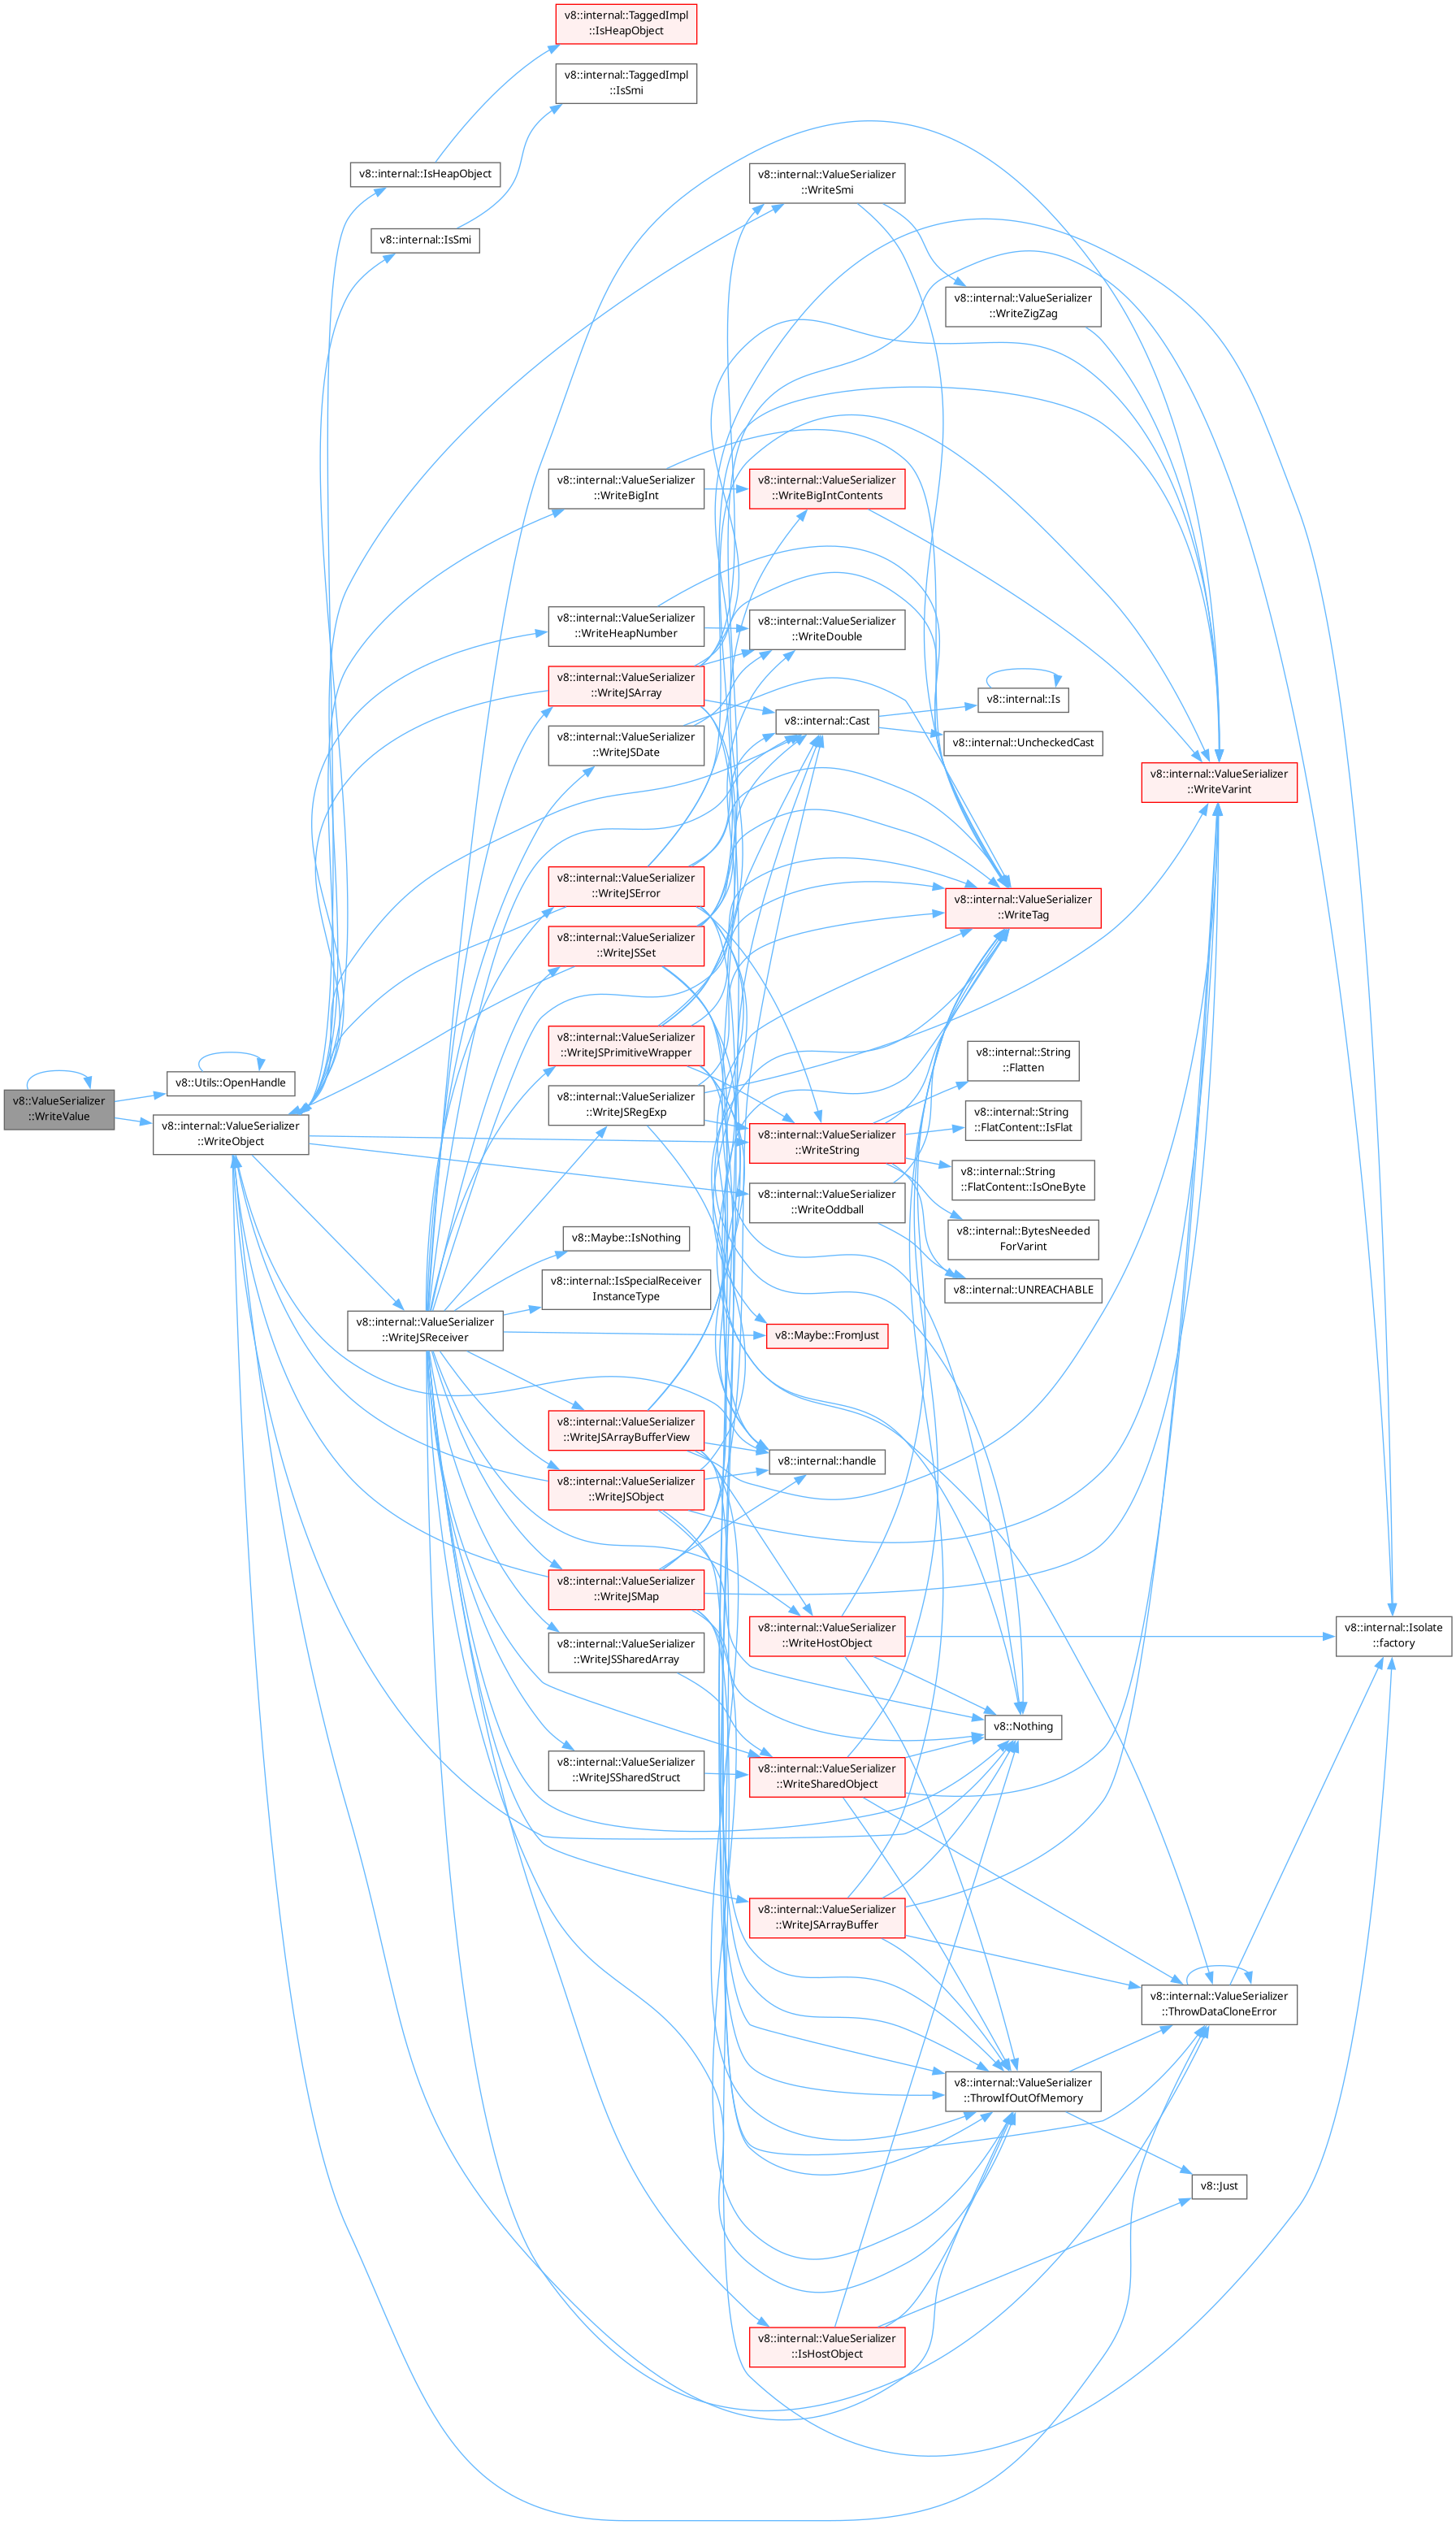 v8::internal::TaggedImpl
::IsHeapObject
v8::internal::TaggedImpl
::IsSmi
v8::internal::IsHeapObject
v8::internal::ValueSerializer
::WriteSmi
v8::internal::IsSmi
v8::internal::ValueSerializer
::WriteZigZag
v8::internal::ValueSerializer
::WriteBigInt
v8::internal::ValueSerializer
::WriteBigIntContents
v8::internal::ValueSerializer
::WriteHeapNumber
v8::internal::ValueSerializer
::WriteDouble
v8::internal::ValueSerializer
::WriteJSArray
v8::internal::Is
v8::internal::Cast
v8::internal::ValueSerializer
::WriteJSDate
v8::internal::UncheckedCast
v8::internal::ValueSerializer
::WriteVarint
v8::internal::ValueSerializer
::WriteJSError
v8::internal::ValueSerializer
::WriteTag
v8::internal::ValueSerializer
::WriteJSSet
v8::internal::ValueSerializer
::WriteJSPrimitiveWrapper
v8::internal::String
::Flatten
v8::Utils::OpenHandle
v8::ValueSerializer
::WriteValue
v8::internal::ValueSerializer
::WriteJSRegExp
v8::internal::String
::FlatContent::IsFlat
v8::internal::ValueSerializer
::WriteObject
v8::internal::ValueSerializer
::WriteString
v8::internal::String
::FlatContent::IsOneByte
v8::internal::ValueSerializer
::WriteOddball
v8::Maybe::IsNothing
v8::internal::BytesNeeded
ForVarint
v8::internal::IsSpecialReceiver
InstanceType
v8::internal::UNREACHABLE
v8::internal::ValueSerializer
::WriteJSReceiver
v8::Maybe::FromJust
v8::internal::ValueSerializer
::WriteJSArrayBufferView
v8::internal::handle
v8::internal::ValueSerializer
::WriteJSObject
v8::internal::ValueSerializer
::WriteJSMap
v8::internal::ValueSerializer
::WriteHostObject
v8::internal::Isolate
::factory
v8::internal::ValueSerializer
::WriteJSSharedArray
v8::Nothing
v8::internal::ValueSerializer
::WriteJSSharedStruct
v8::internal::ValueSerializer
::WriteSharedObject
v8::internal::ValueSerializer
::WriteJSArrayBuffer
v8::internal::ValueSerializer
::ThrowDataCloneError
v8::internal::ValueSerializer
::ThrowIfOutOfMemory
v8::Just
v8::internal::ValueSerializer
::IsHostObject